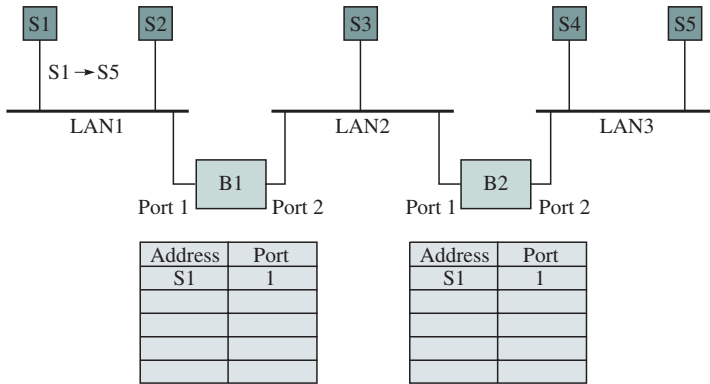 S1 S2 S3 S4 S5
S1→S5
LAN1 LAN2 LAN3
B1 B2
Port 1 Port 2 Port 1 Port 2
Address Port Address Port
S1 1 S1 1